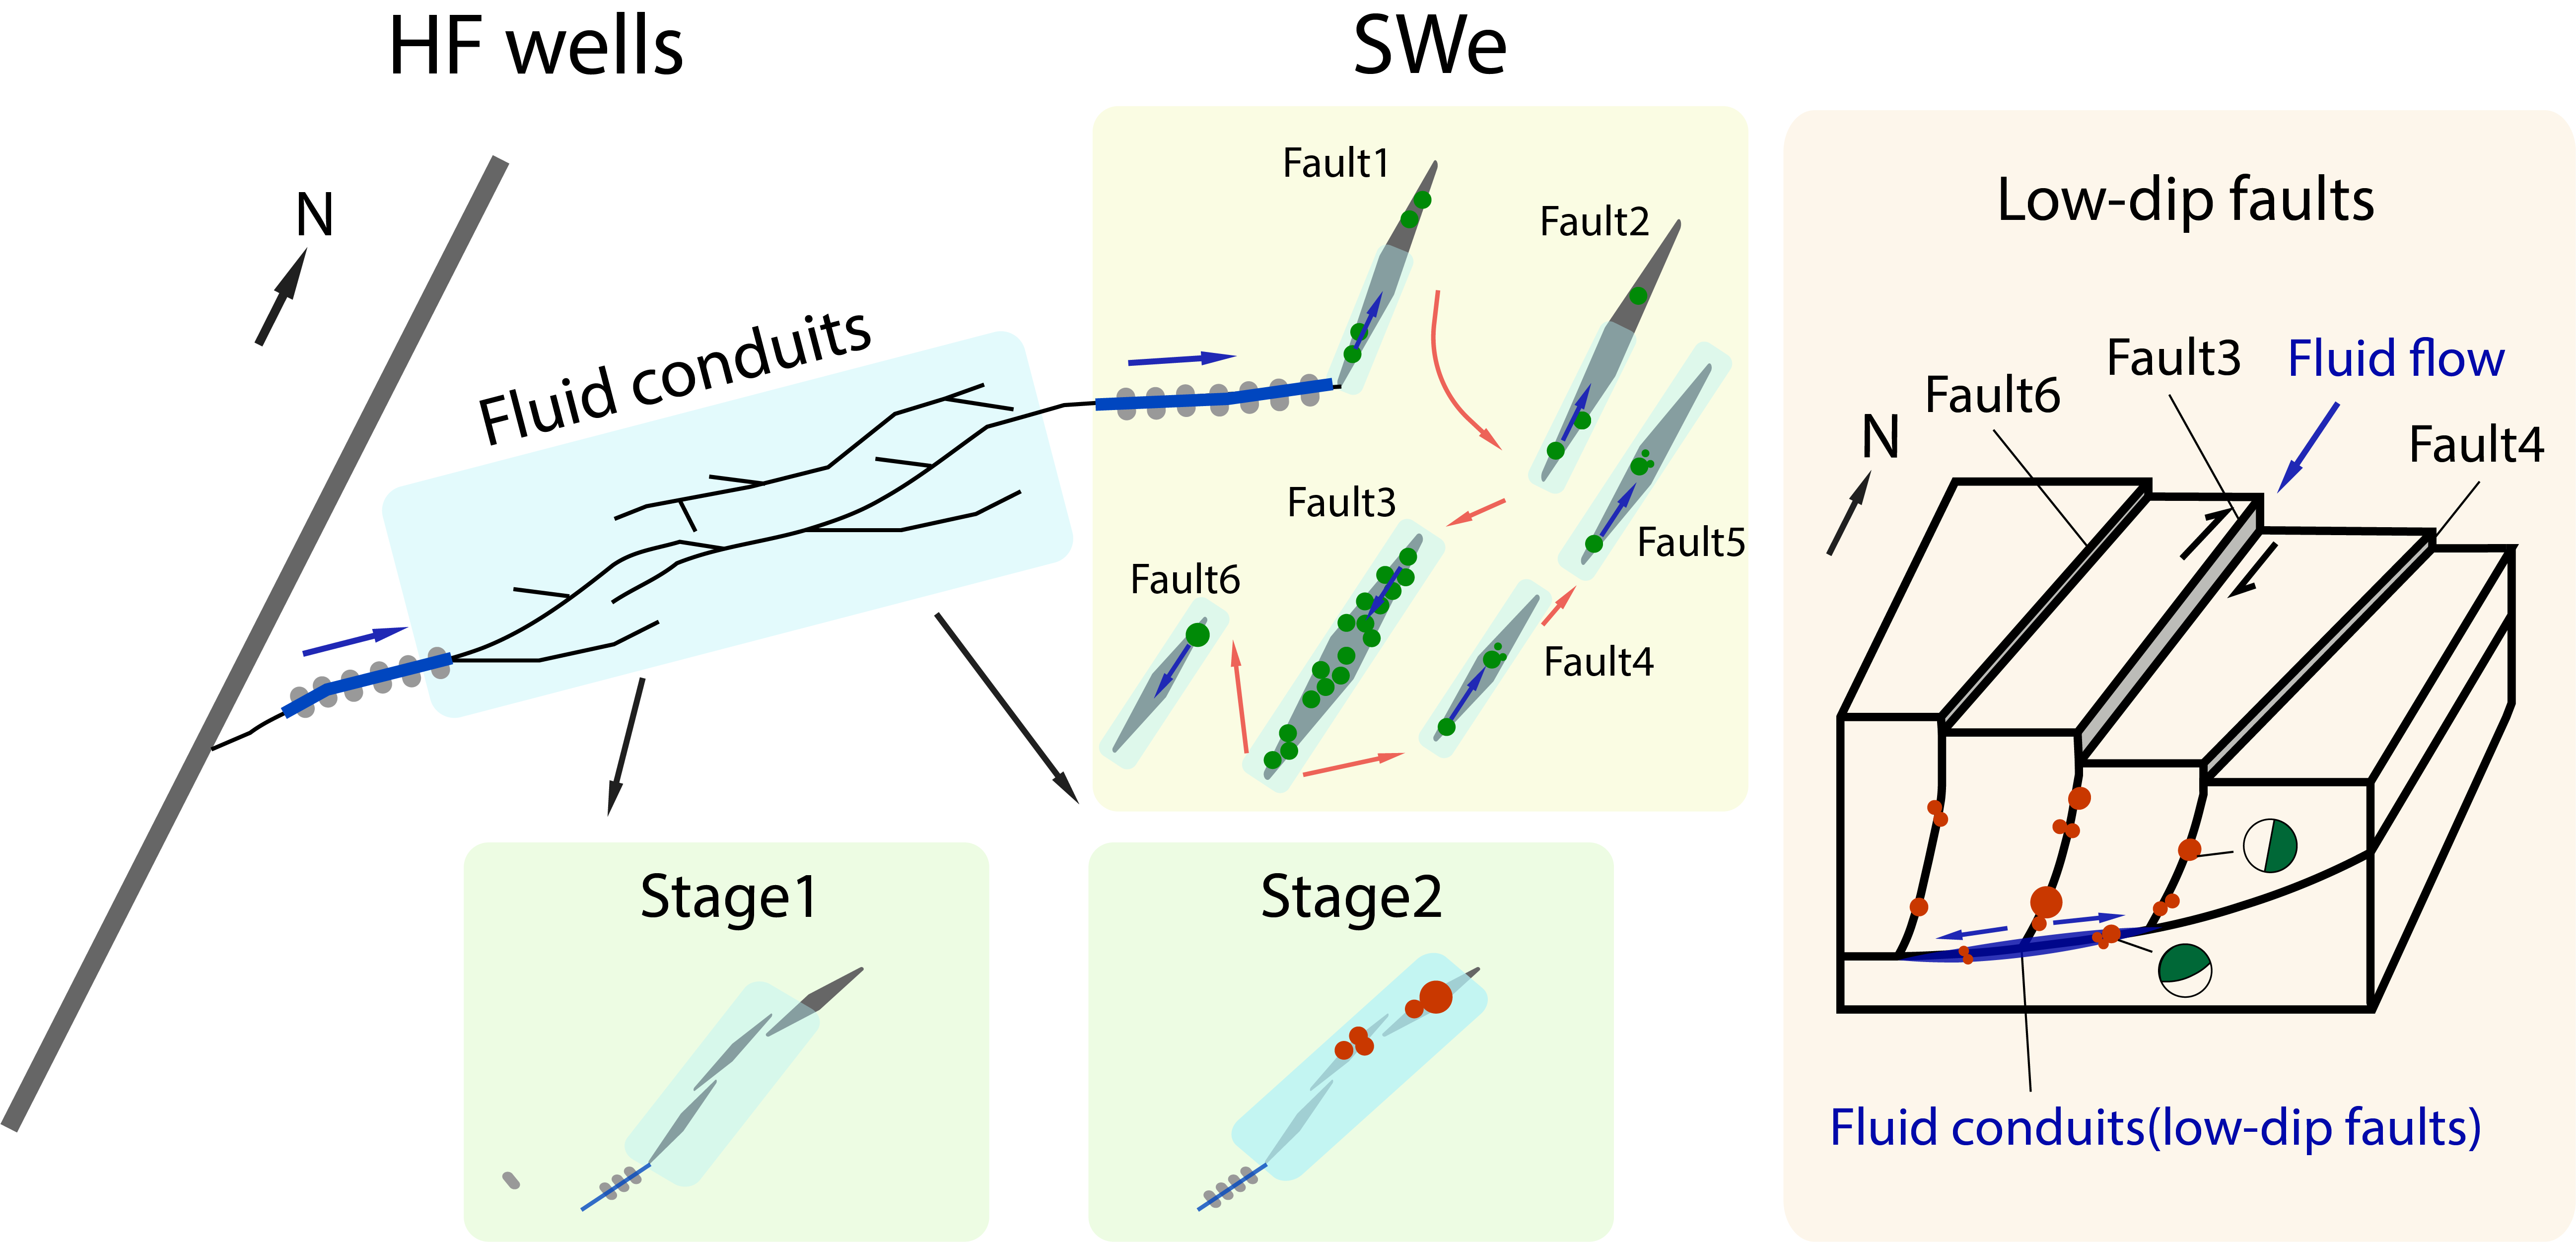 HF wells
SWe
N
Fluid conduits
Fault1
Fault2
Fault3
Fault5
Fault6
Fault4
Stage1
Stage2
Low-dip faults
Fault3
Fluid flow
Fault6
N
Fault4
Fluid conduits(low-dip faults)